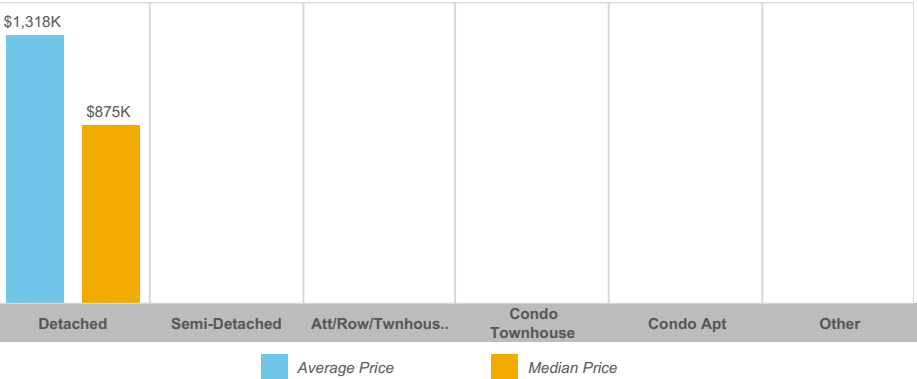 $1,318K
$875K
Detached
Semi-Detached
Att/Row/Twnhous..
Condo
Townhouse
Condo Apt
Other
Average Price
Median Price